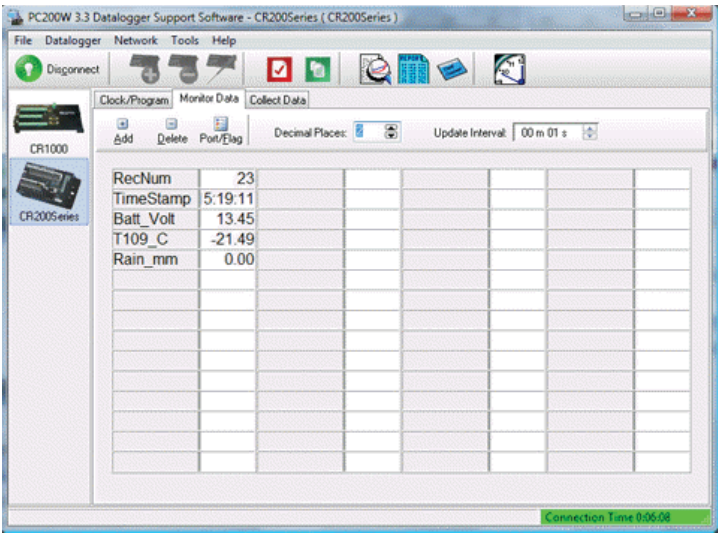 PC200W 3.3 Datalogger Support Software - CR200Series ( CR200Series )
File Datalogger Network Tools Help
Disconnect
Clock/Program Monitor Data Collect Data
Add Delete Port/Flag Decimal Places: 2 Update Interval: 00 m 01 s
CR1000
CR200Series
RecNum 23
TimeStamp 5:19:11
Batt_Volt 13.45
T109_C -21.49
Rain_mm 0.00
Connection Time 0:06:08